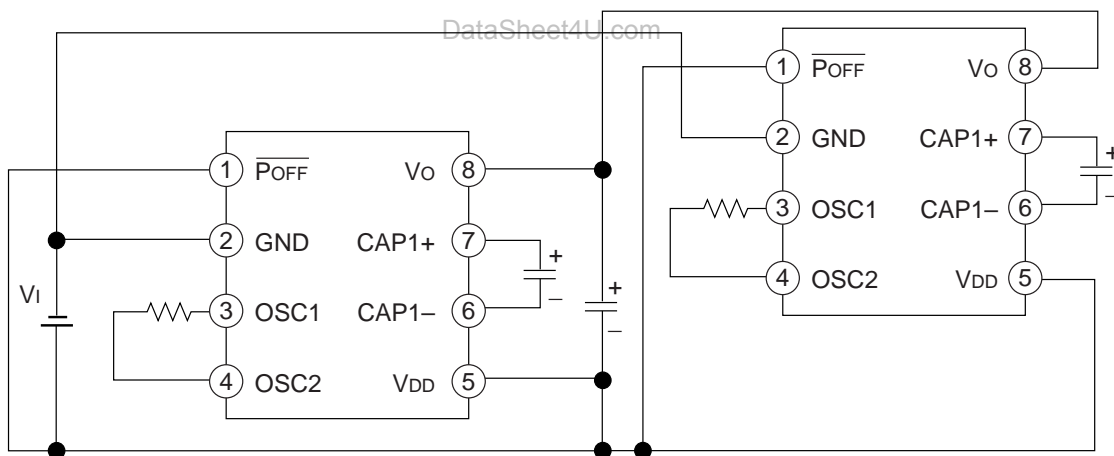 DataSheet4U.com
1 POFF VO 8
2 GND CAP1+ 7
3 OSC1 CAP1– 6
4 OSC2 VDD 5
+
–
+
–
VI
1 POFF VO 8
2 GND CAP1+ 7
3 OSC1 CAP1– 6
4 OSC2 VDD 5
+
–